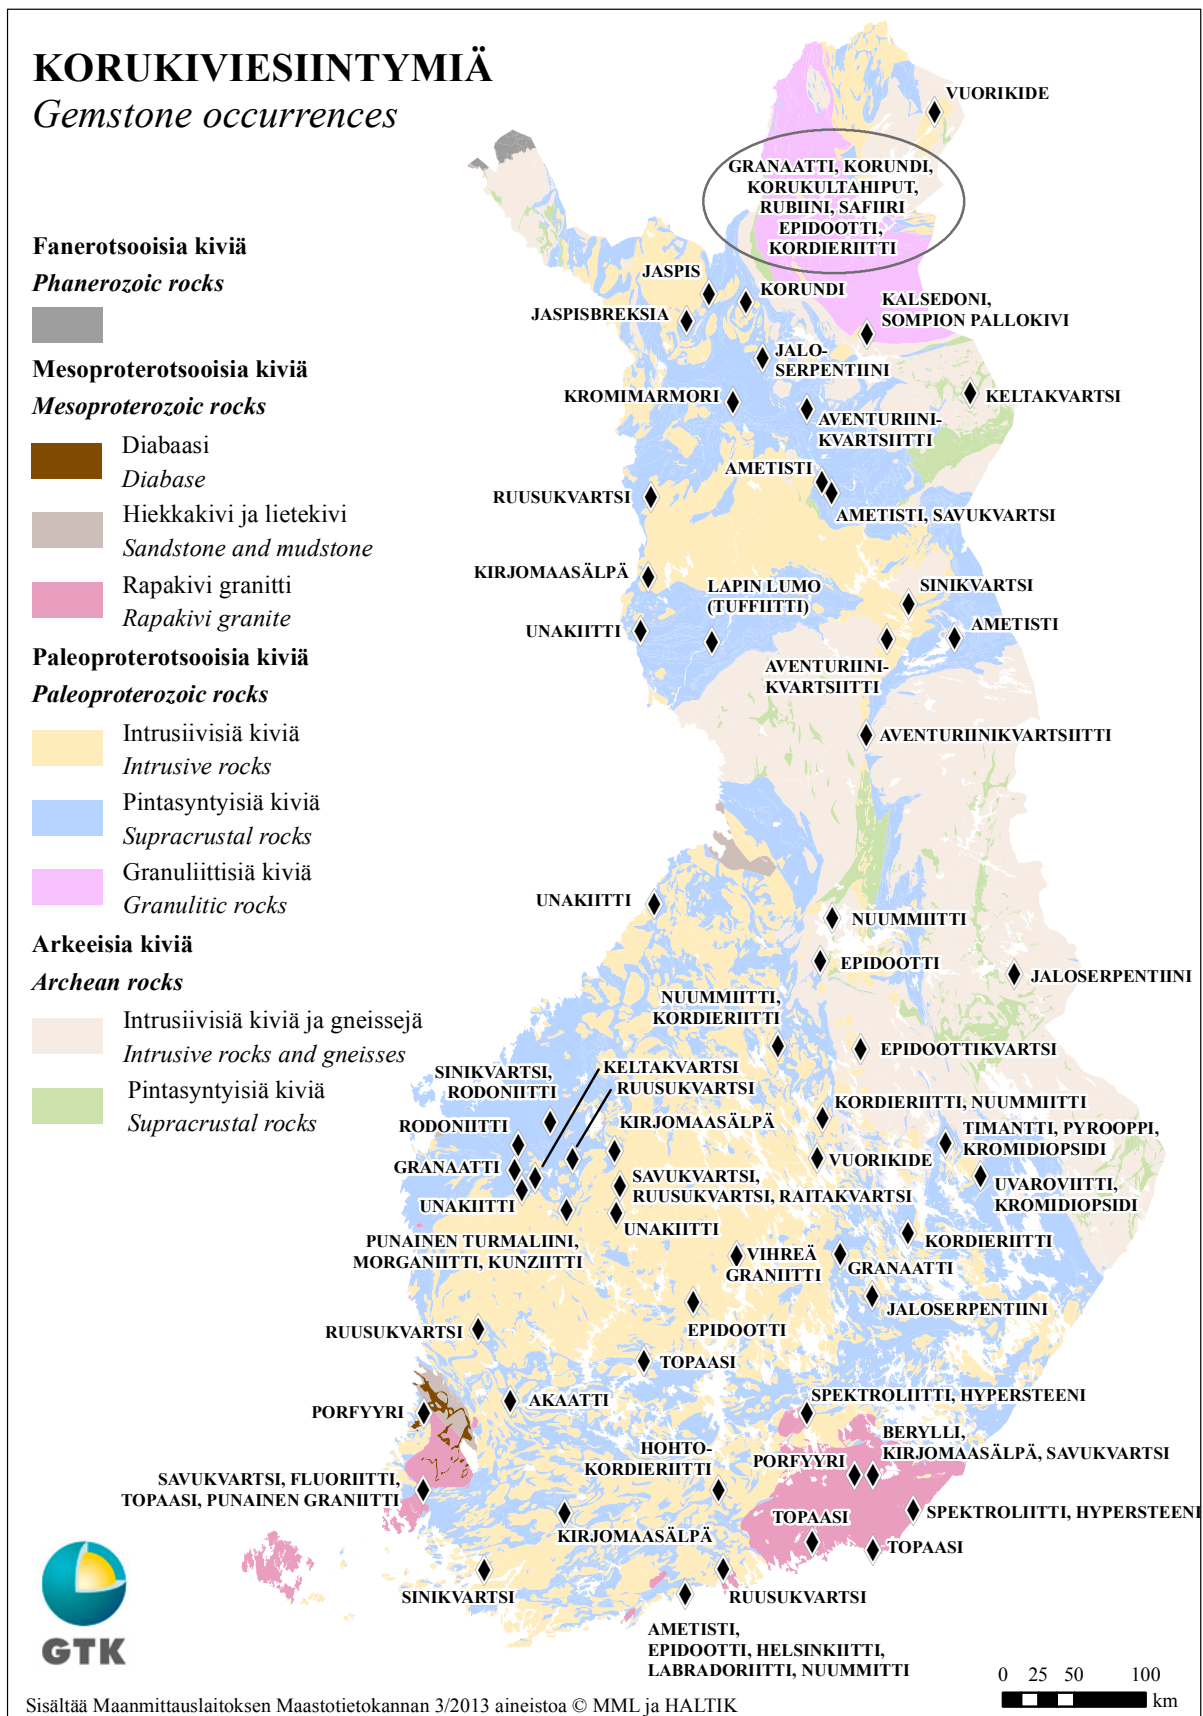 KORUKIVIESIINTYMIÄ
Gemstone occurrences
Fanerotsooisia kiviä
Phanerozoic rocks
Mesoproterotsooisia kiviä
Mesoproterozoic rocks
Diabaasi
Diabase
Hiekkakivi ja lietekivi
Sandstone and mudstone
Rapakivi granitti
Rapakivi granite
Paleoproterotsooisia kiviä
Paleoproterozoic rocks
Intrusiivisiä kiviä
Intrusive rocks
Pintasyntyisiä kiviä
Supracrustal rocks
Granuliittisiä kiviä
Granulitic rocks
Arkeeisia kiviä
Archean rocks
Intrusiivisiä kiviä ja gneissejä
Intrusive rocks and gneisses
Pintasyntyisiä kiviä
Supracrustal rocks
VUORIKIDE
GRANAATTI, KORUNDI,
KORUKULTAHIPUT,
RUBIINI, SAFIIRI
EPIDOOTTI,
KORDIERIITTI
JASPIS
KORUNDI
JASPISBREKSIA
KALSEDONI,
SOMPION PALLOKIVI
JALO-
SERPENTIINI
KROMIMARMORI
KELTAKVARTSI
AVENTURIINI-
KVARTSIITTI
AMETISTI
RUUSUKVARTSI
AMETISTI, SAVUKVARTSI
KIRJOMAASÄLPÄ
LAPIN LUMO
(TUFFIITTI)
SINIKVARTSI
UNAKIITTI
AMETISTI
AVENTURIINI-
KVARTSIITTI
AVENTURIINIKVARTSIITTI
UNAKIITTI
NUUMMIITTI
EPIDOOTTI
JALOSERPENTIINI
NUUMMIITTI,
KORDIERIITTI
EPIDOOTTIKVARTSI
KELTAKVARTSI
RUUSUKVARTSI
SINIKVARTSI,
RODONIITTI
KORDIERIITTI, NUUMMIITTI
RODONIITTI
KIRJOMAASÄLPÄ
TIMANTTI, PYROOPPI,
KROMIDIOPSIDI
GRANAATTI
VUORIKIDE
SAVUKVARTSI,
RUUSUKVARTSI, RAITAKVARTSI
UVAROVIITTI,
KROMIDIOPSIDI
UNAKIITTI
UNAKIITTI
PUNAINEN TURMALIINI,
MORGANIITTI, KUNZIITTI
KORDIERIITTI
VIHREÄ
GRANIITTI
GRANAATTI
JALOSERPENTIINI
RUUSUKVARTSI
EPIDOOTTI
TOPAASI
AKAATTI
SPEKTROLIITTI, HYPERSTEENI
PORFYYRI
BERYLLI,
KIRJOMAASÄLPÄ, SAVUKVARTSI
HOHTO-
KORDIERIITTI
PORFYYRI
SAVUKVARTSI, FLUORIITTI,
TOPAASI, PUNAINEN GRANIITTI
SPEKTROLIITTI, HYPERSTEENI
TOPAASI
KIRJOMAASÄLPÄ
TOPAASI
SINIKVARTSI
RUUSUKVARTSI
AMETISTI,
EPIDOOTTI, HELSINKIITTI,
LABRADORIITTI, NUUMMITTI
GTK
0 25 50 100
km
Sisältää Maanmittauslaitoksen Maastotietokannan 3/2013 aineistoa © MML ja HALTIK